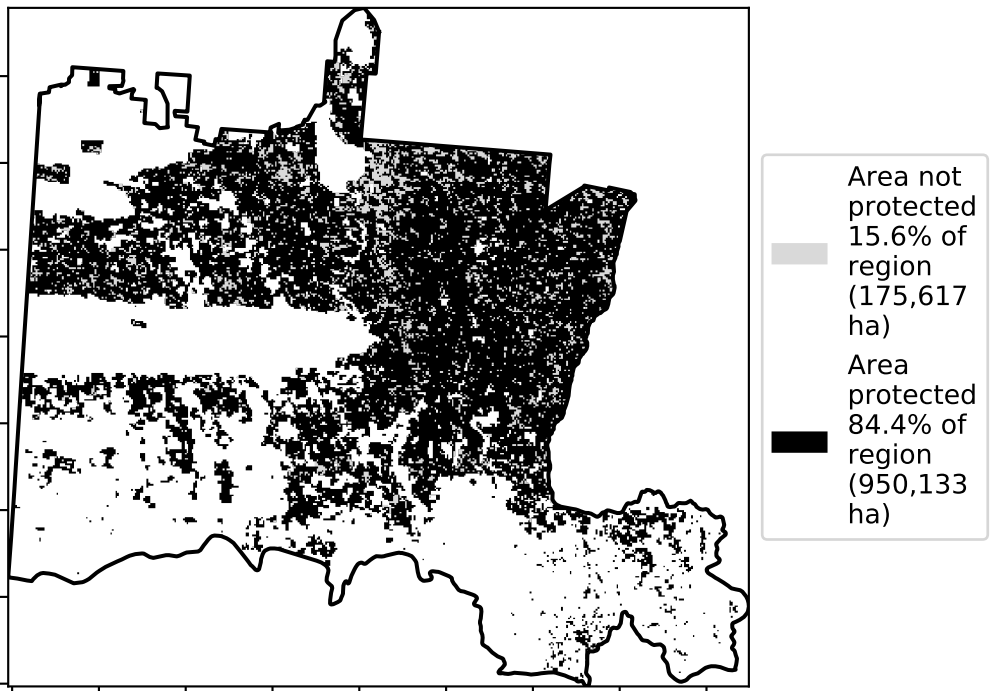 Area not
protected
15.6% of
region
(175,617
ha)
Area
protected
84.4% of
region
(950,133
ha)